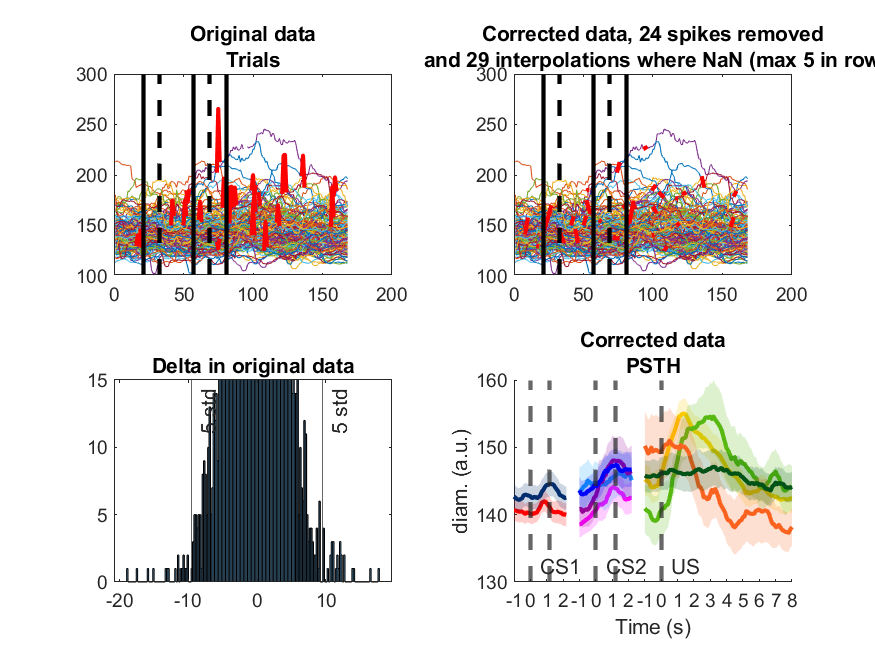 Original data
Trials
300
250
200
150
100
0
50
100
150
200
Corrected data, 24 spikes removed
and 29 interpolations where NaN (max 5 in row
300
250
200
150
100
0
50
100
150
200
Delta in original data
15
10
5
0
-20
-10
0
10
5 std
5 std
Corrected data
PSTH
diam. (a.u.)
160
150
140
130
CS1
CS2
US
-1 0 1 2 -1 0 1 2 -1 0 1 2 3 4 5 6 7 8
Time (s)